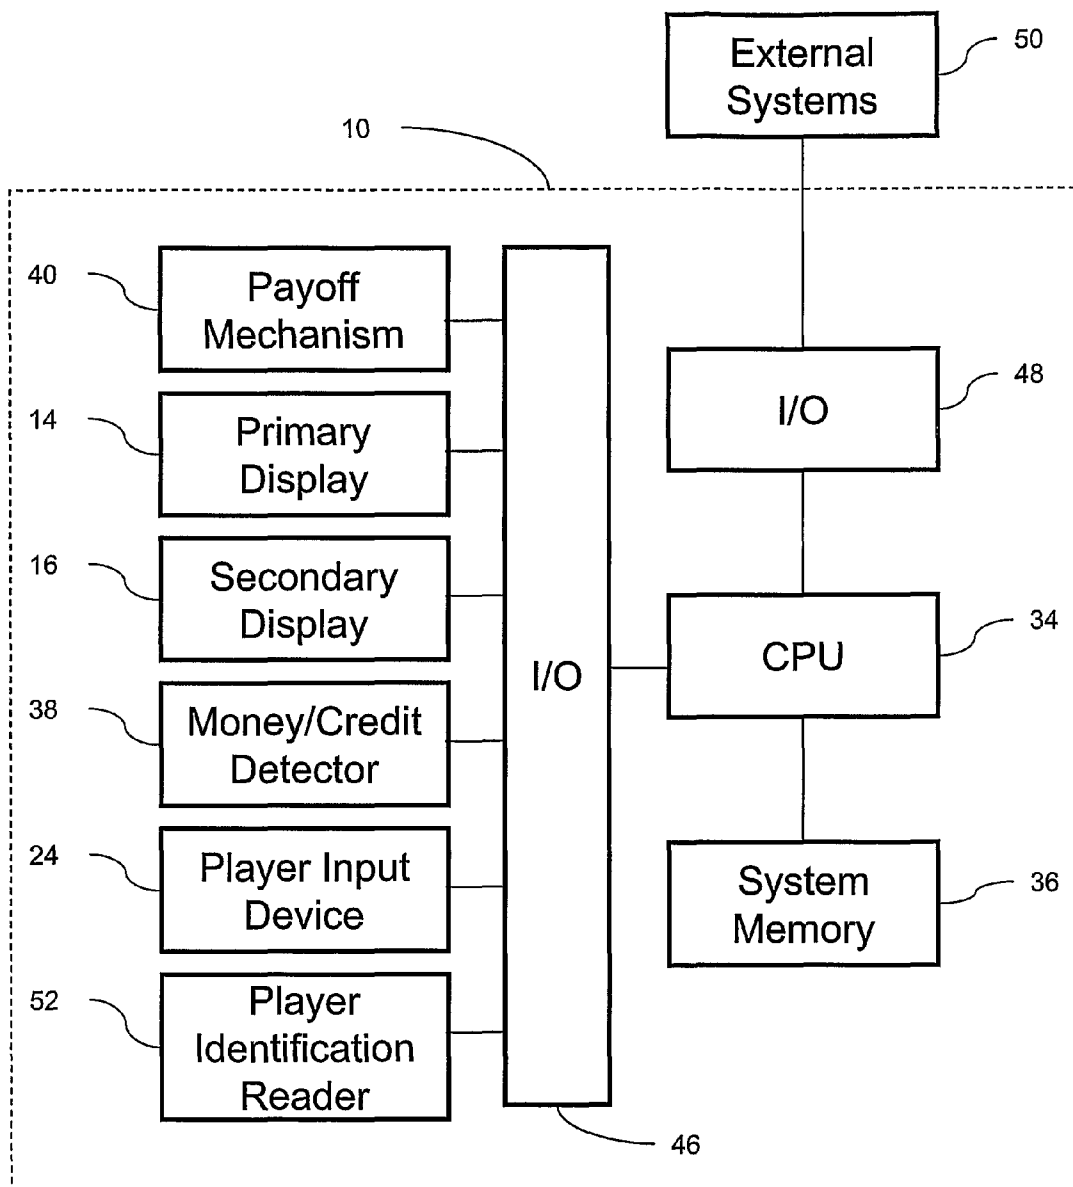 External
Systems
50
10
40
Payoff
Mechanism
14
Primary
Display
16
Secondary
Display
38
Money/Credit
Detector
24
Player Input
Device
52
Player
Identification
Reader
I/O
46
I/O
48
CPU
34
System
Memory
36